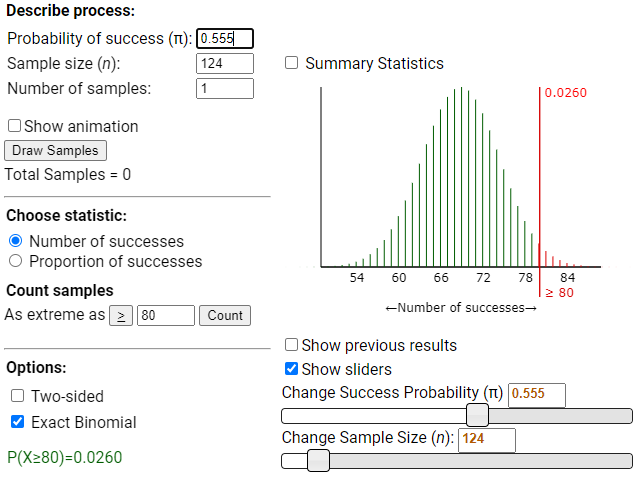 Describe process:
Probability of success (π): 0.555
Sample size (n): 124
Number of samples: 1
Show animation
Draw Samples
Total Samples = 0
Choose statistic:
Number of successes
Proportion of successes
Count samples
As extreme as ≥ 80 Count
Options:
Two-sided
Exact Binomial
P(X≥80)=0.0260
Summary Statistics
0.0260
54 60 66 72 78 84
≥ 80
←Number of successes→
Show previous results
Show sliders
Change Success Probability (π) 0.555
Change Sample Size (n): 124